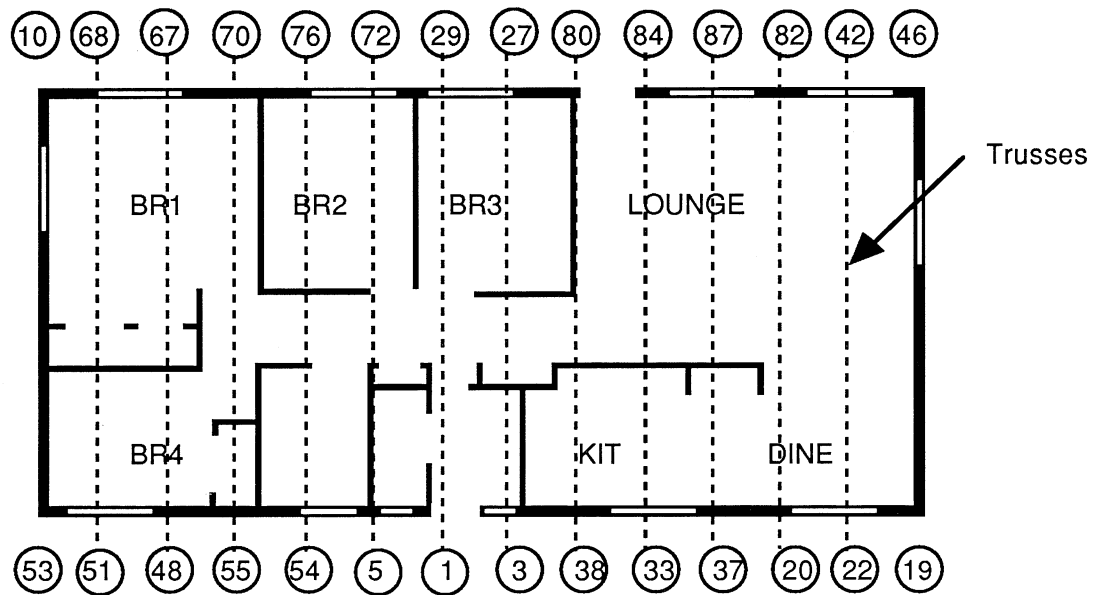 10 68 67 70 76 72 29 27 80 84 87 82 42 46
Trusses
BR1 BR2 BR3 LOUNGE
BR4 KIT DINE
53 51 48 55 54 5 1 3 38 33 37 20 22 19